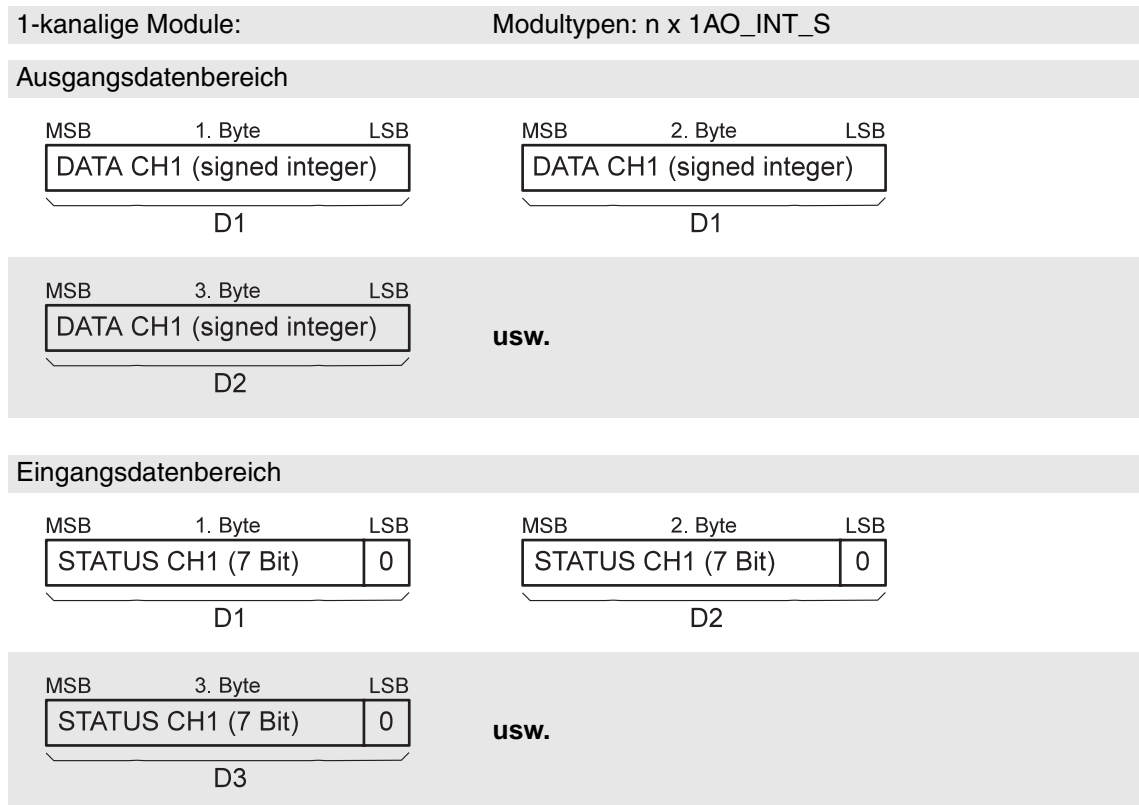 1-kanalige Module: Modultypen: n x 1AO_INT_S
Ausgangsdatenbereich
MSB 1. Byte LSB MSB 2. Byte LSB
DATA CH1 (signed integer) DATA CH1 (signed integer)
D1 D1
MSB 3. Byte LSB
DATA CH1 (signed integer) usw.
D2
Eingangsdatenbereich
MSB 1. Byte LSB MSB 2. Byte LSB
STATUS CH1 (7 Bit) 0 STATUS CH1 (7 Bit) 0
D1 D2
MSB 3. Byte LSB
STATUS CH1 (7 Bit) 0 usw.
D3